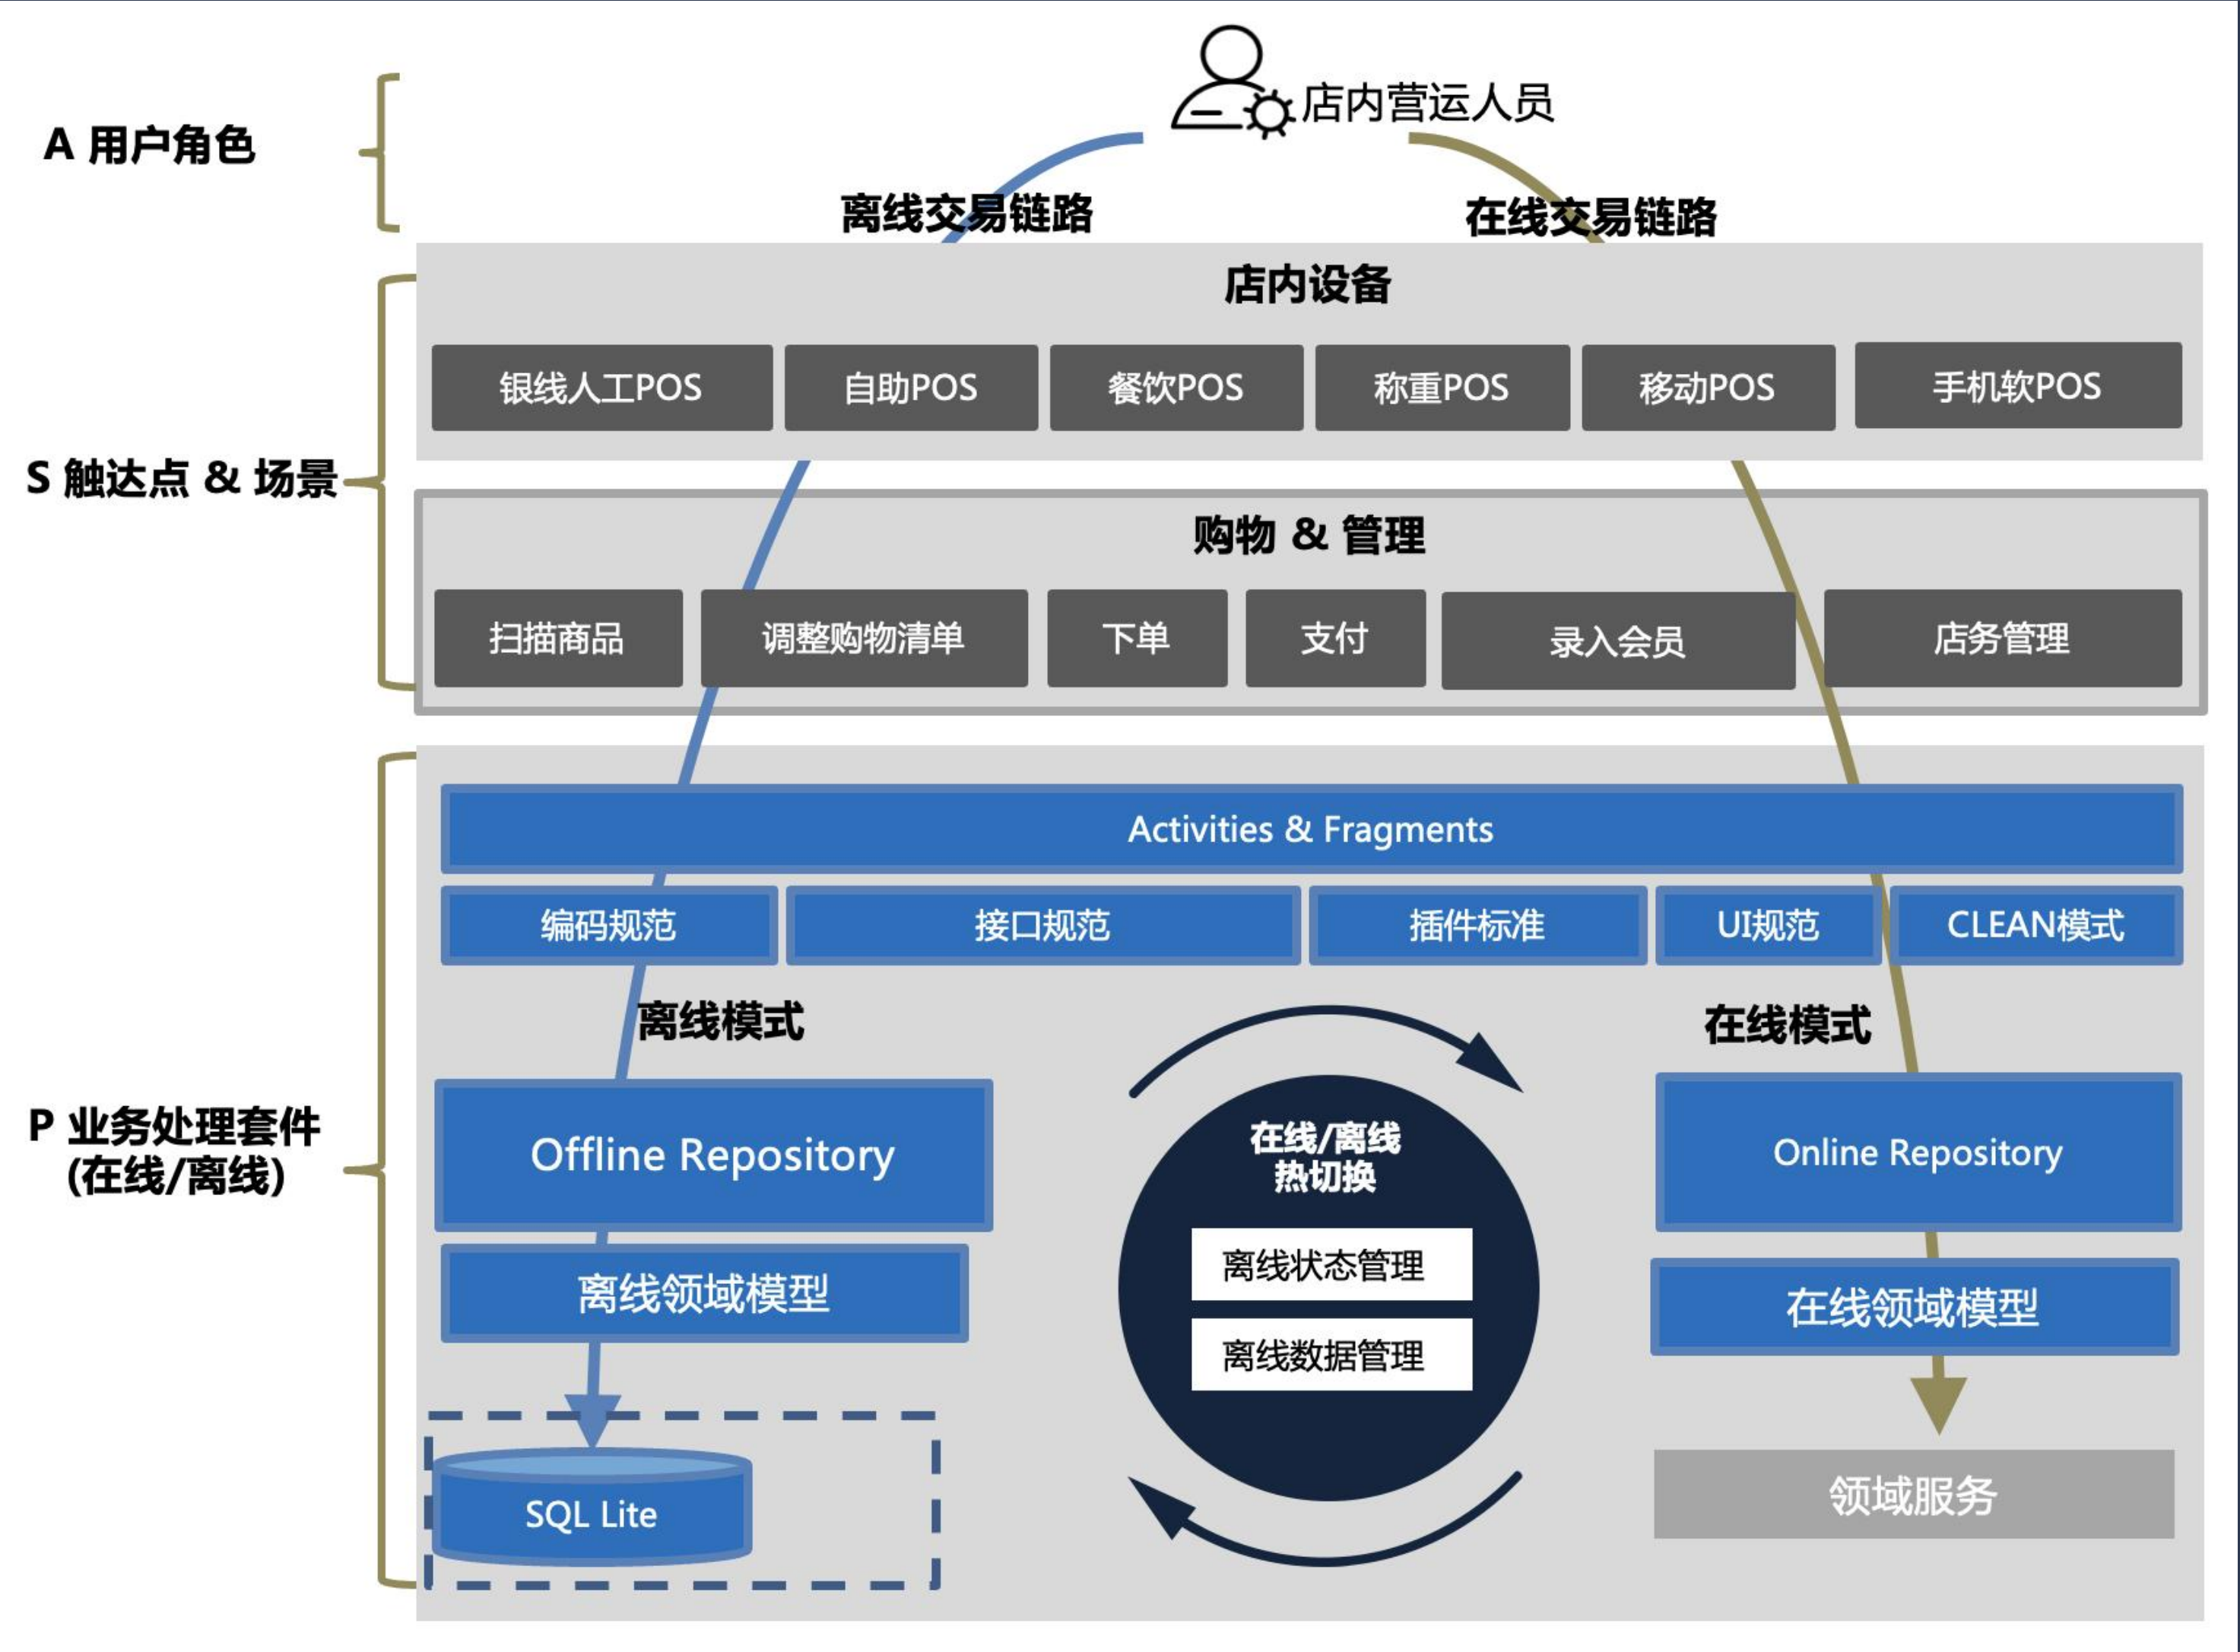 店内营运人员
A 用户角色
离线交易链路
在线交易链路
店内设备
银线人工POS
自助POS
餐饮POS
称重POS
移动POS
手机软POS
S 触达点 & 场景
购物 & 管理
扫描商品
调整购物清单
下单
支付
录入会员
店务管理
Activities & Fragments
编码规范
接口规范
插件标准
UI规范
CLEAN模式
离线模式
在线模式
P 业务处理套件
(在线/离线)
Offline Repository
在线/离线
热切换
Online Repository
离线状态管理
离线领域模型
在线领域模型
离线数据管理
SQL Lite
领域服务